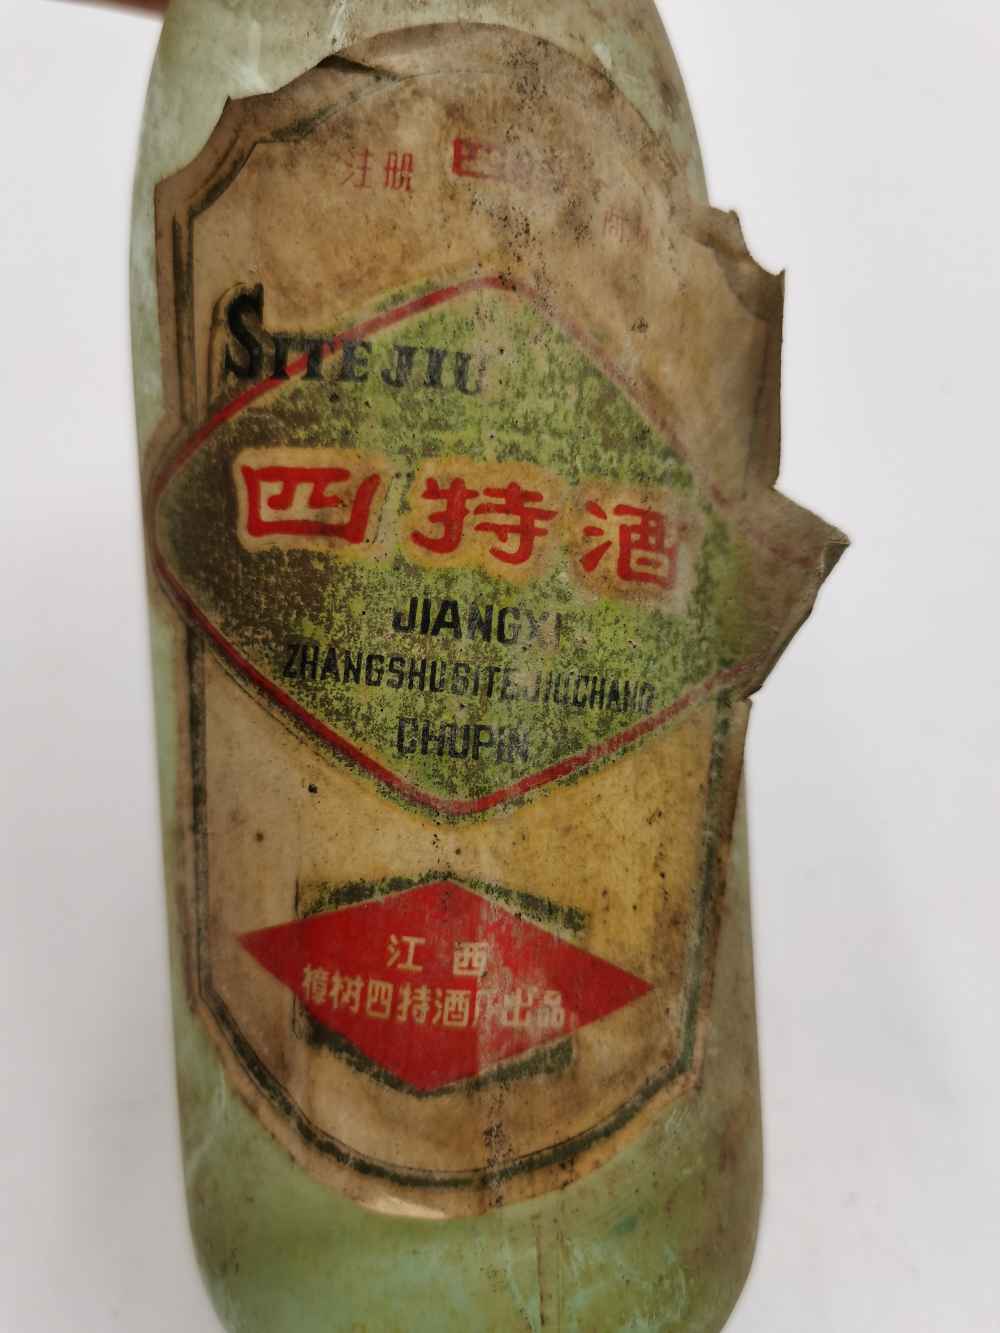 注册
四
SITE JIU
四特酒
JIANGXI
ZHANGSHUSITEJIUCHANG
CHUPIN
江西
樟树四特酒厂出品